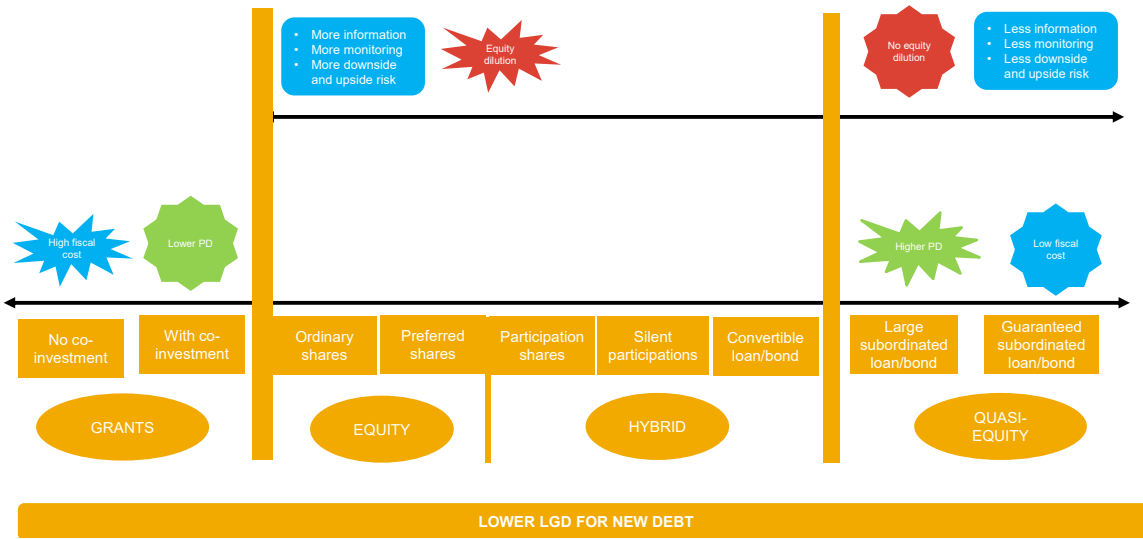 • More information
• More monitoring
• More downside
and upside risk
Equity
dilution
No equity
dilution
• Less information
• Less monitoring
• Less downside
and upside risk
High fiscal
cost
Lower PD
Higher PD
Low fiscal
cost
No co-
investment
With co-
investment
Ordinary
shares
Preferred
shares
Participation
shares
Silent
participations
Convertible
loan/bond
Large
subordinated
loan/bond
Guaranteed
subordinated
loan/bond
GRANTS
EQUITY
HYBRID
QUASI-
EQUITY
LOWER LGD FOR NEW DEBT